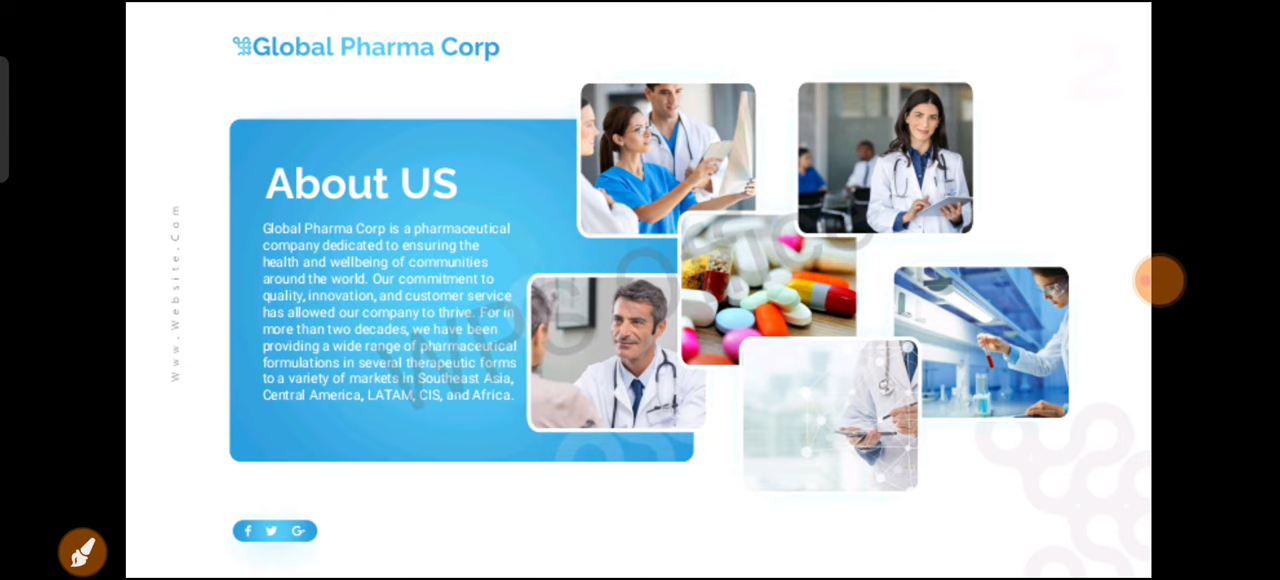 Global Pharma Corp
2
About US
Global Pharma Corp is a pharmaceutical
company dedicated to ensuring the
health and wellbeing of communities
around the world. Our commitment to
quality, innovation, and customer service
has allowed our company to thrive. For in
more than two decades, we have been
providing a wide range of pharmaceutical
formulations in several therapeutic forms
to a variety of markets in Southeast Asia,
Central America, LATAM, CIS, and Africa.
Www.Website.Com
f G+